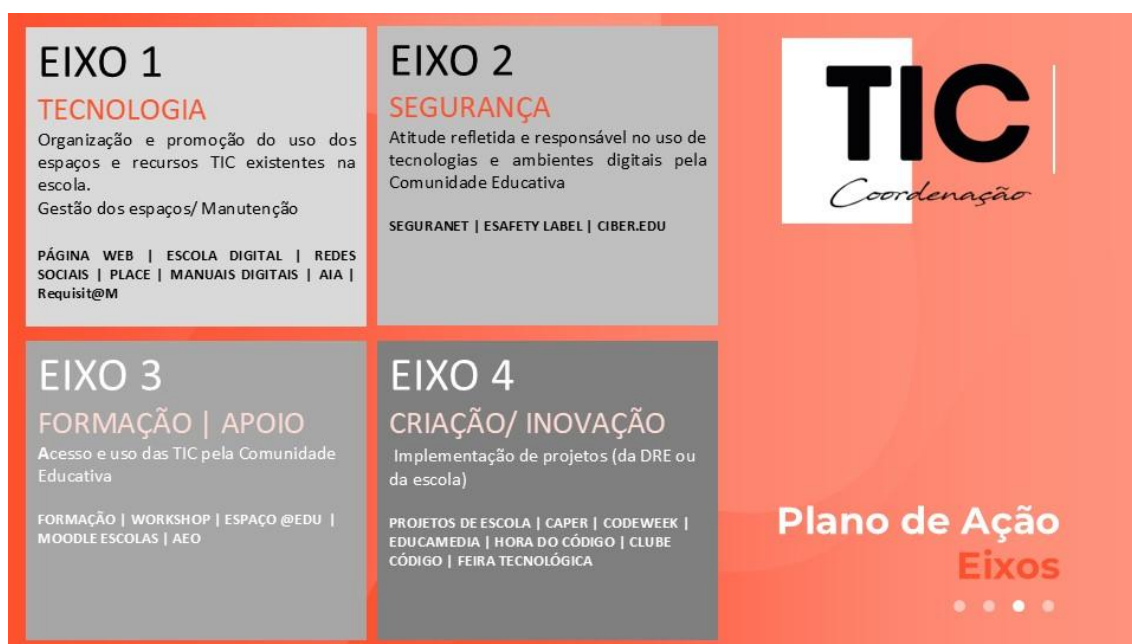 EIXO 1
TECNOLOGIA
Organização e promoção do uso dos
espaços e recursos TIC existentes na
escola.
Gestão dos espaços/ Manutenção
PÁGINA WEB | ESCOLA DIGITAL | REDES
SOCIAIS | PLACE | MANUAIS DIGITAIS | AIA |
Requisit@M
EIXO 2
SEGURANÇA
Atitude refletida e responsável no uso de
tecnologias e ambientes digitais pela
Comunidade Educativa
SEGURANET | ESAFETY LABEL | CIBER.EDU
EIXO 3
FORMAÇÃO | APOIO
Acesso e uso das TIC pela Comunidade
Educativa
FORMAÇÃO | WORKSHOP | ESPAÇO @EDU |
MOODLE ESCOLAS | AEO
EIXO 4
CRIAÇÃO/ INOVAÇÃO
Implementação de projetos (da DRE ou
da escola)
PROJETOS DE ESCOLA | CAPER | CODEWEEK |
EDUCAMEDIA | HORA DO CÓDIGO | CLUBE
CÓDIGO | FEIRA TECNOLÓGICA
TIC
Coordenação
Plano de Ação
Eixos